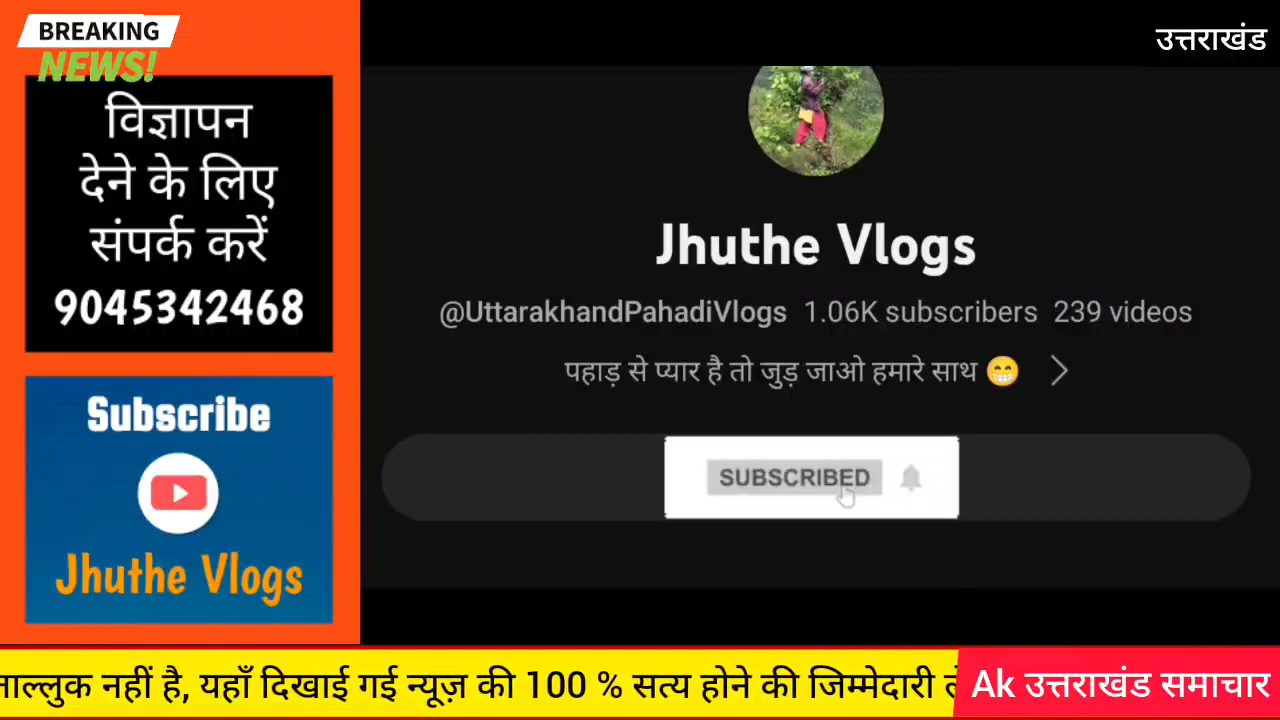 BREAKING
NEWS!
उत्तराखंड
विज्ञापन
देने के लिए
संपर्क करें
9045342468
Subscribe
Jhuthe Vlogs
Jhuthe Vlogs
@UttarakhandPahadiVlogs 1.06K subscribers 239 videos
पहाड़ से प्यार है तो जुड़ जाओ हमारे साथ 😁
SUBSCRIBED
नहीं है, यहाँ दिखाई गई न्यूज़ की 100 % सत्य होने की जिम्मेदारी
Ak उत्तराखंड समाचार